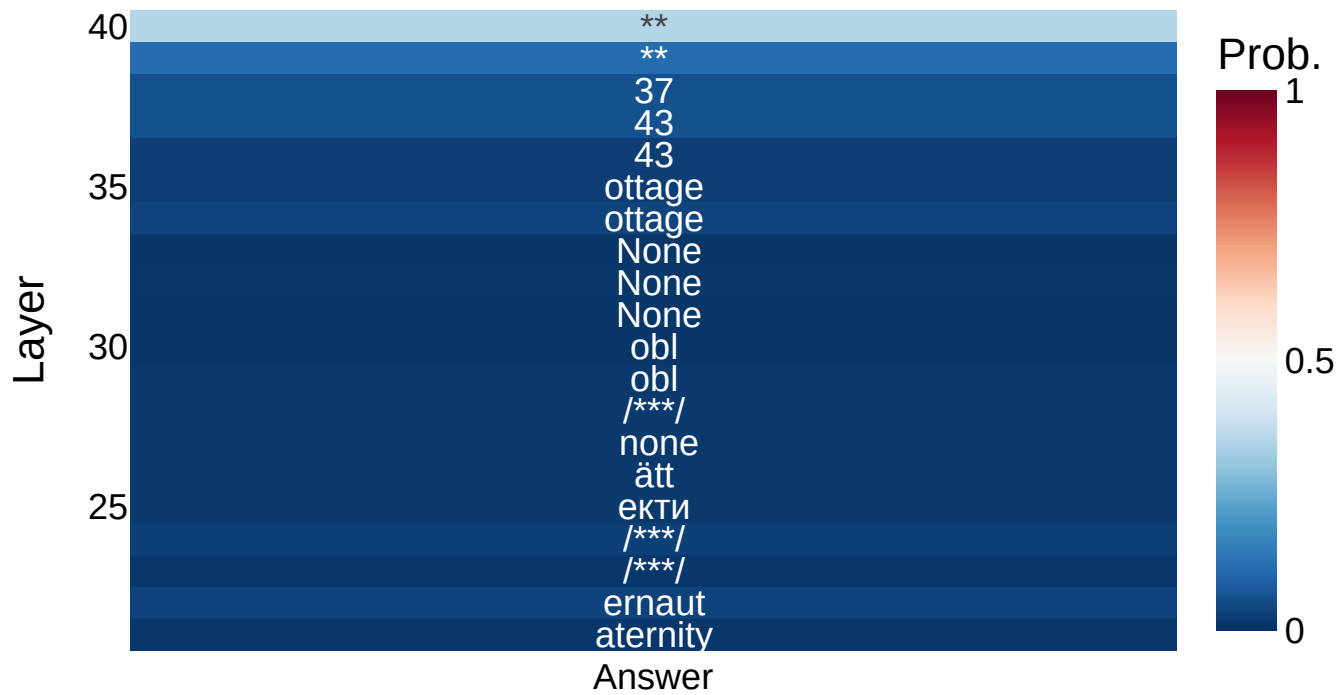 40
**
**
37
43
43
35
ottage
ottage
None
None
None
30
obl
obl
/***/
none
ätt
25
екти
/***/
/***/
ernaut
aternity
Answer
Layer
Prob.
1
0.5
0